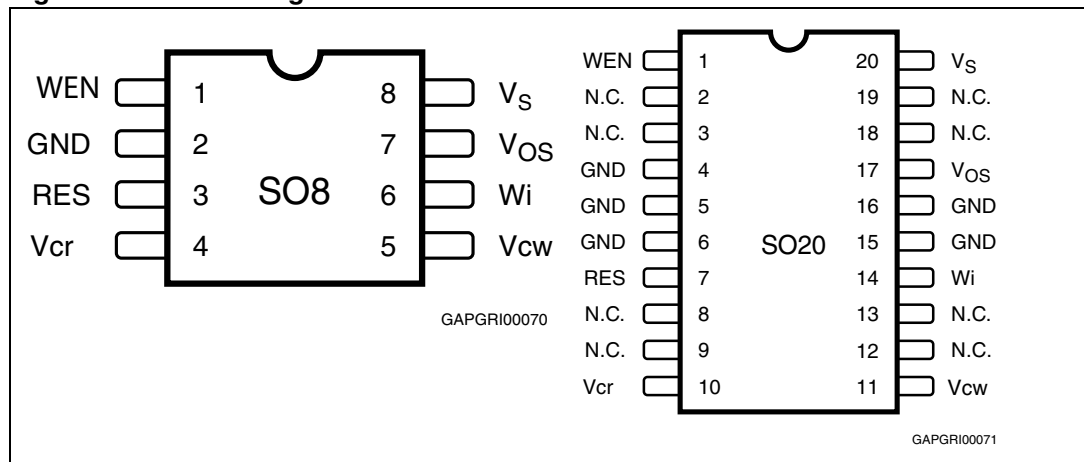 WEN 1 8 VS
GND 2 7 VOS
RES 3 SO8 6 Wi
Vcr 4 5 Vcw
GAPGRI00070
WEN 1 20 VS
N.C. 2 19 N.C.
N.C. 3 18 N.C.
GND 4 17 VOS
GND 5 16 GND
GND 6 SO20 15 GND
RES 7 14 Wi
N.C. 8 13 N.C.
N.C. 9 12 N.C.
Vcr 10 11 Vcw
GAPGRI00071